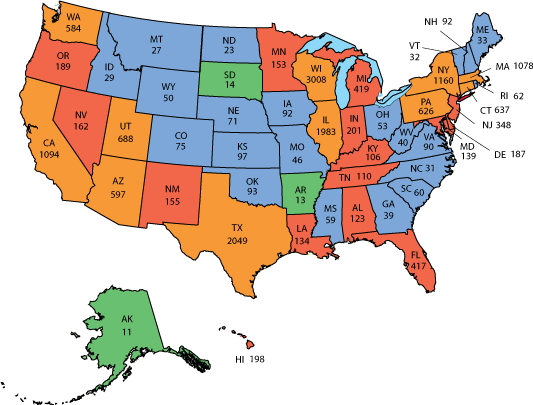 WA
584
OR
189
CA
1094
NV
162
ID
29
MT
27
WY
50
UT
688
AZ
597
CO
75
NM
155
ND
23
SD
14
NE
71
KS
97
OK
93
TX
2049
MN
153
IA
92
MO
46
AR
13
LA
134
WI
3008
IL
1983
MI
419
IN
201
OH
53
KY
106
TN 110
MS
59
AL
123
GA
39
FL
417
SC 60
NC 31
VA
90
WV
40
PA
626
NY
1160
VT
32
NH 92
ME
33
MA 1078
RI 62
CT 637
NJ 348
DE 187
MD
139
AK
11
HI 198